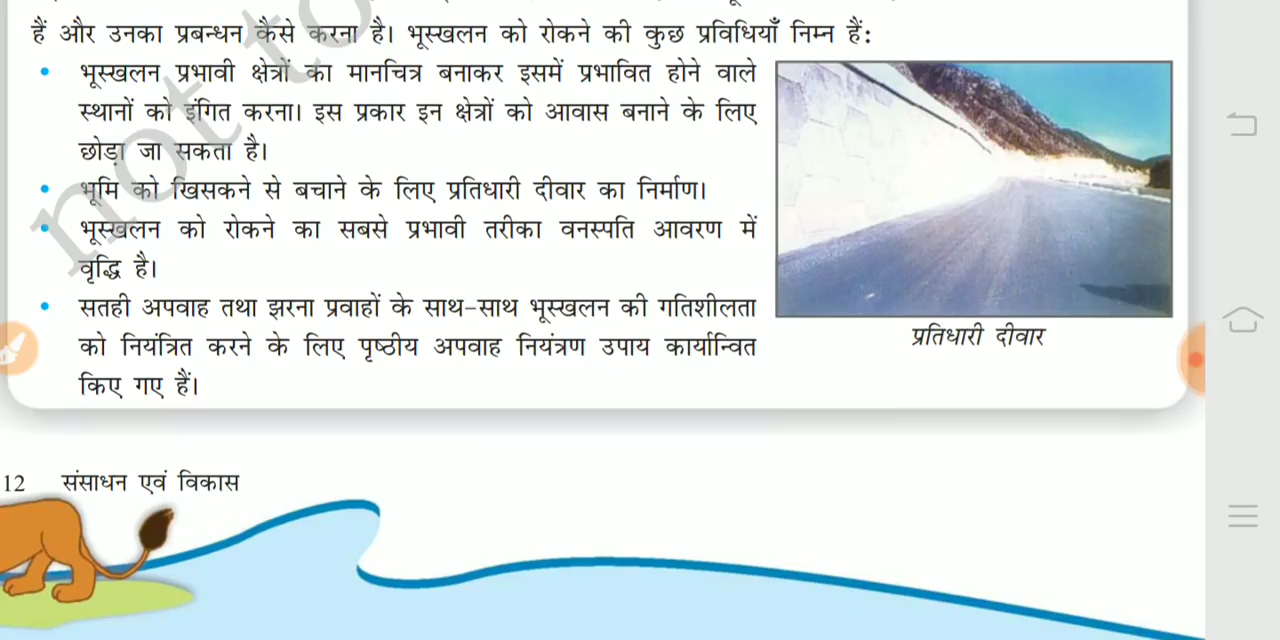 हैं और उनका प्रबन्धन कैसे करना है। भूस्खलन को रोकने की कुछ प्रविधियाँ निम्न हैं:
• भूस्खलन प्रभावी क्षेत्रों का मानचित्र बनाकर इसमें प्रभावित होने वाले
स्थानों को इंगित करना। इस प्रकार इन क्षेत्रों को आवास बनाने के लिए
छोड़ा जा सकता है।
• भूमि को खिसकने से बचाने के लिए प्रतिधारी दीवार का निर्माण।
• भूस्खलन को रोकने का सबसे प्रभावी तरीका वनस्पति आवरण में
वृद्धि है।
• सतही अपवाह तथा झरना प्रवाहों के साथ-साथ भूस्खलन की गतिशीलता
को नियंत्रित करने के लिए पृष्ठीय अपवाह नियंत्रण उपाय कार्यान्वित
किए गए हैं।
प्रतिधारी दीवार
12 संसाधन एवं विकास
not to